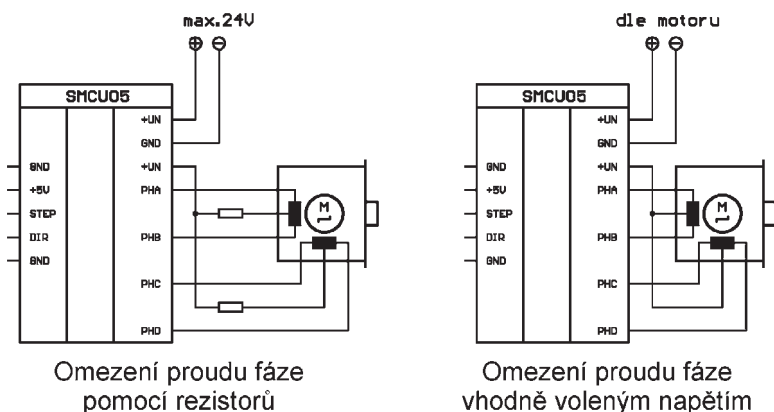 max.24V
SMCU05
+UN
GND
+UN
PHA
PHB
PHC
PHD
GND
+5V
STEP
DIR
GND
M
Omezení proudu fáze
pomocí rezistorů
dle motoru
SMCU05
+UN
GND
+UN
PHA
PHB
PHC
PHD
GND
+5V
STEP
DIR
GND
M
Omezení proudu fáze
vhodně voleným napětím